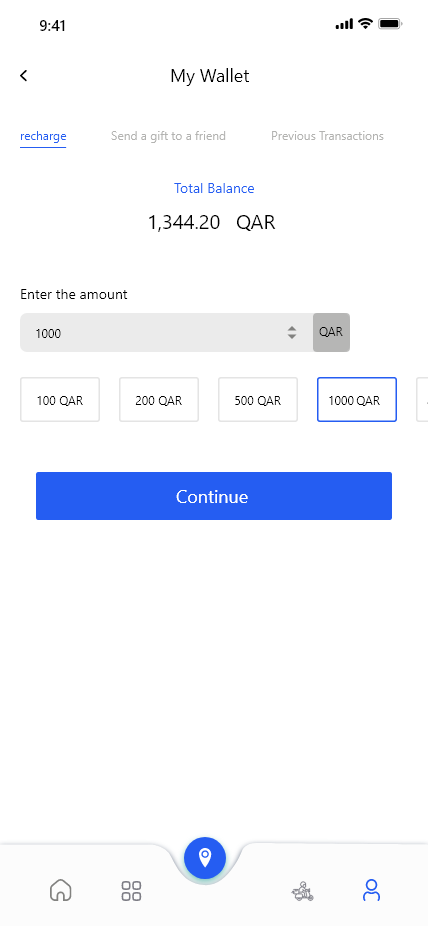 9:41
My Wallet
recharge Send a gift to a friend Previous Transactions
Total Balance
1,344.20 QAR
Enter the amount
1000 QAR
100 QAR 200 QAR 500 QAR 1000 QAR
Continue